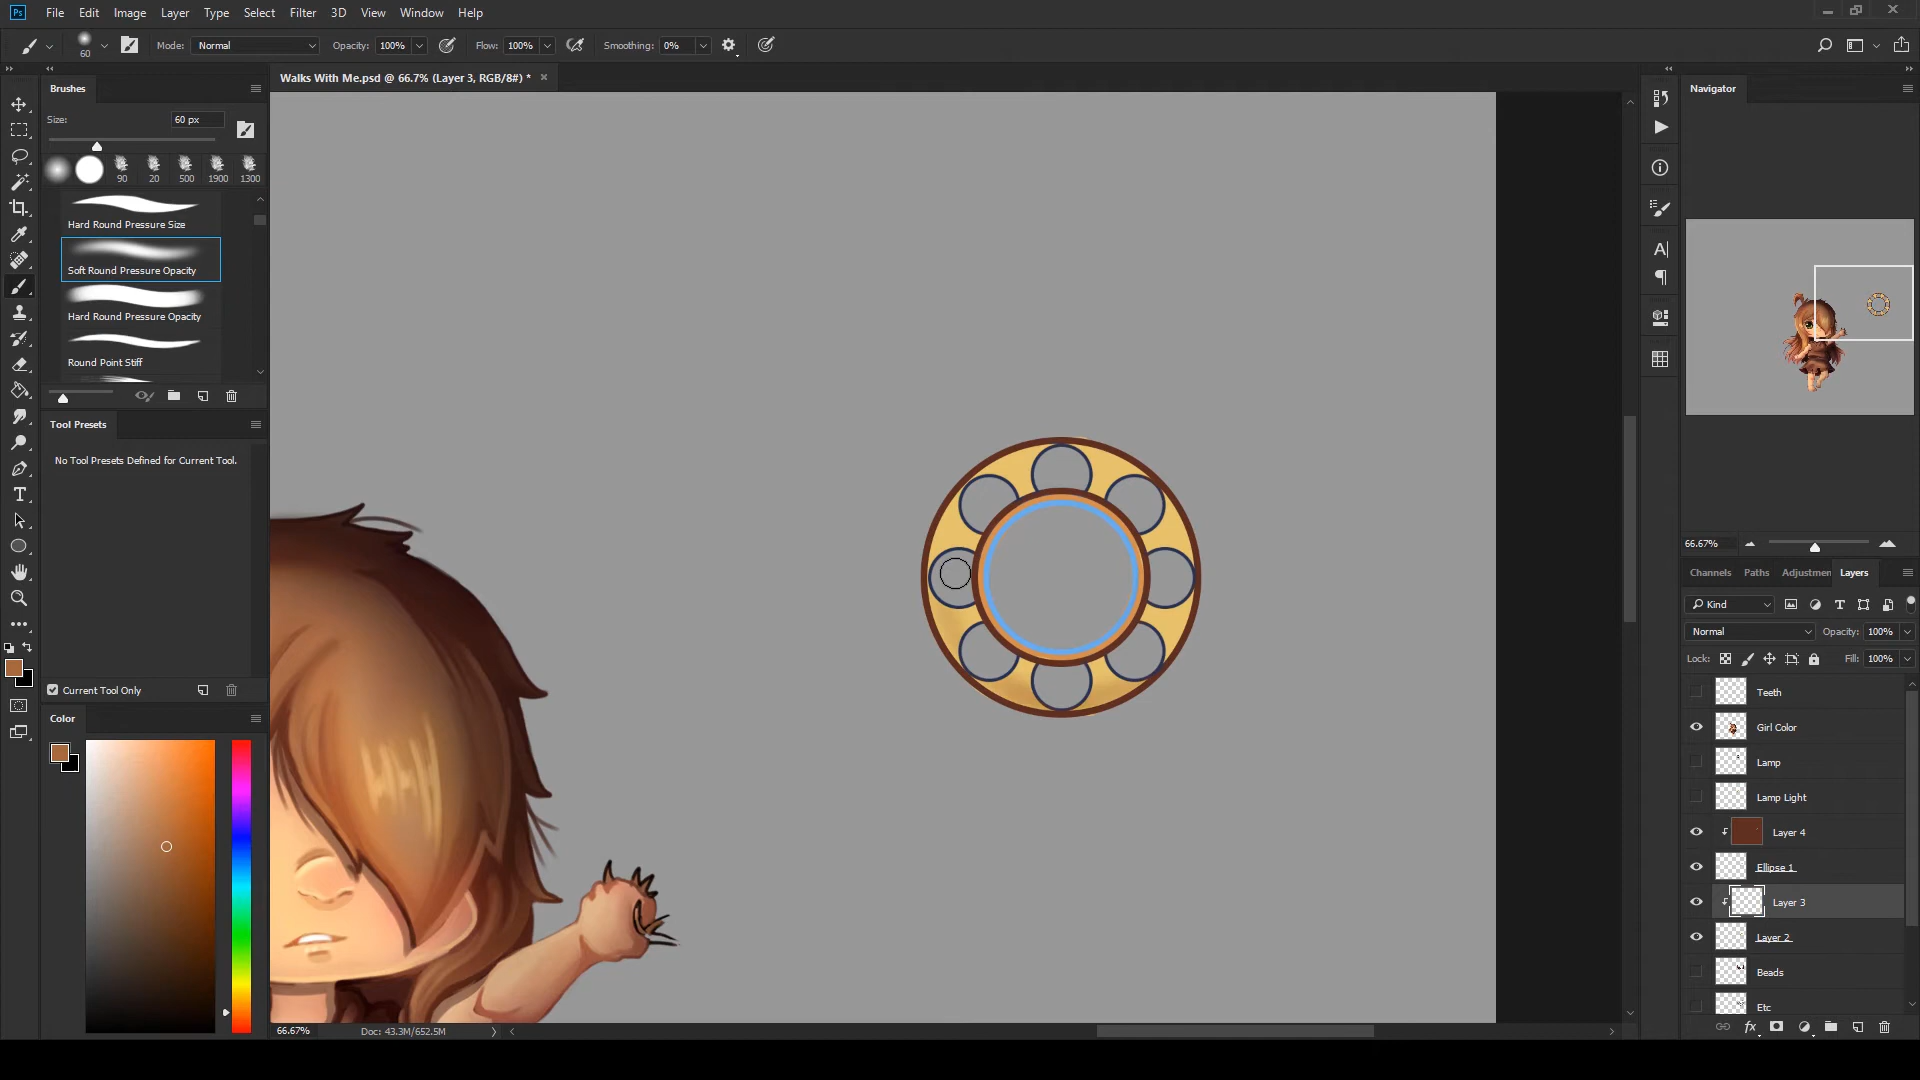 Ps File Edit Image Layer Type Select Filter 3D View Window Help
60 Mode: Normal Opacity: 100% Flow: 100% Smoothing: 0%
Walks With Me.psd @ 66.7% (Layer 3, RGB/8#) *
Brushes
Size: 60 px
90 20 500 1900 1300
Hard Round Pressure Size
Soft Round Pressure Opacity
Hard Round Pressure Opacity
Round Point Stiff
Tool Presets
No Tool Presets Defined for Current Tool.
Current Tool Only
Color
66.67% Doc: 43.3M/652.5M
Navigator
66.67%
Channels Paths Adjustmen Layers
Kind
Normal Opacity: 100%
Lock: Fill: 100%
Teeth
Girl Color
Lamp
Lamp Light
Layer 4
Ellipse 1
Layer 3
Layer 2
Beads
Etc